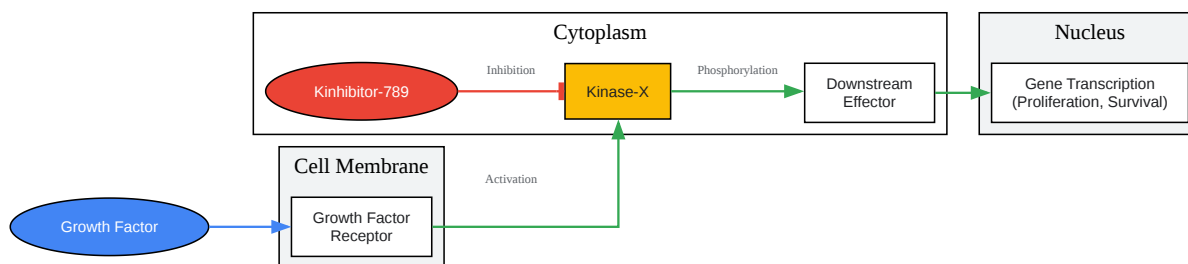 Cytoplasm
Nucleus
Kinhibitor-789
Inhibition
Kinase-X
Phosphorylation
Downstream
Effector
Gene Transcription
(Proliferation, Survival)
Cell Membrane
Activation
Growth Factor
Growth Factor
Receptor